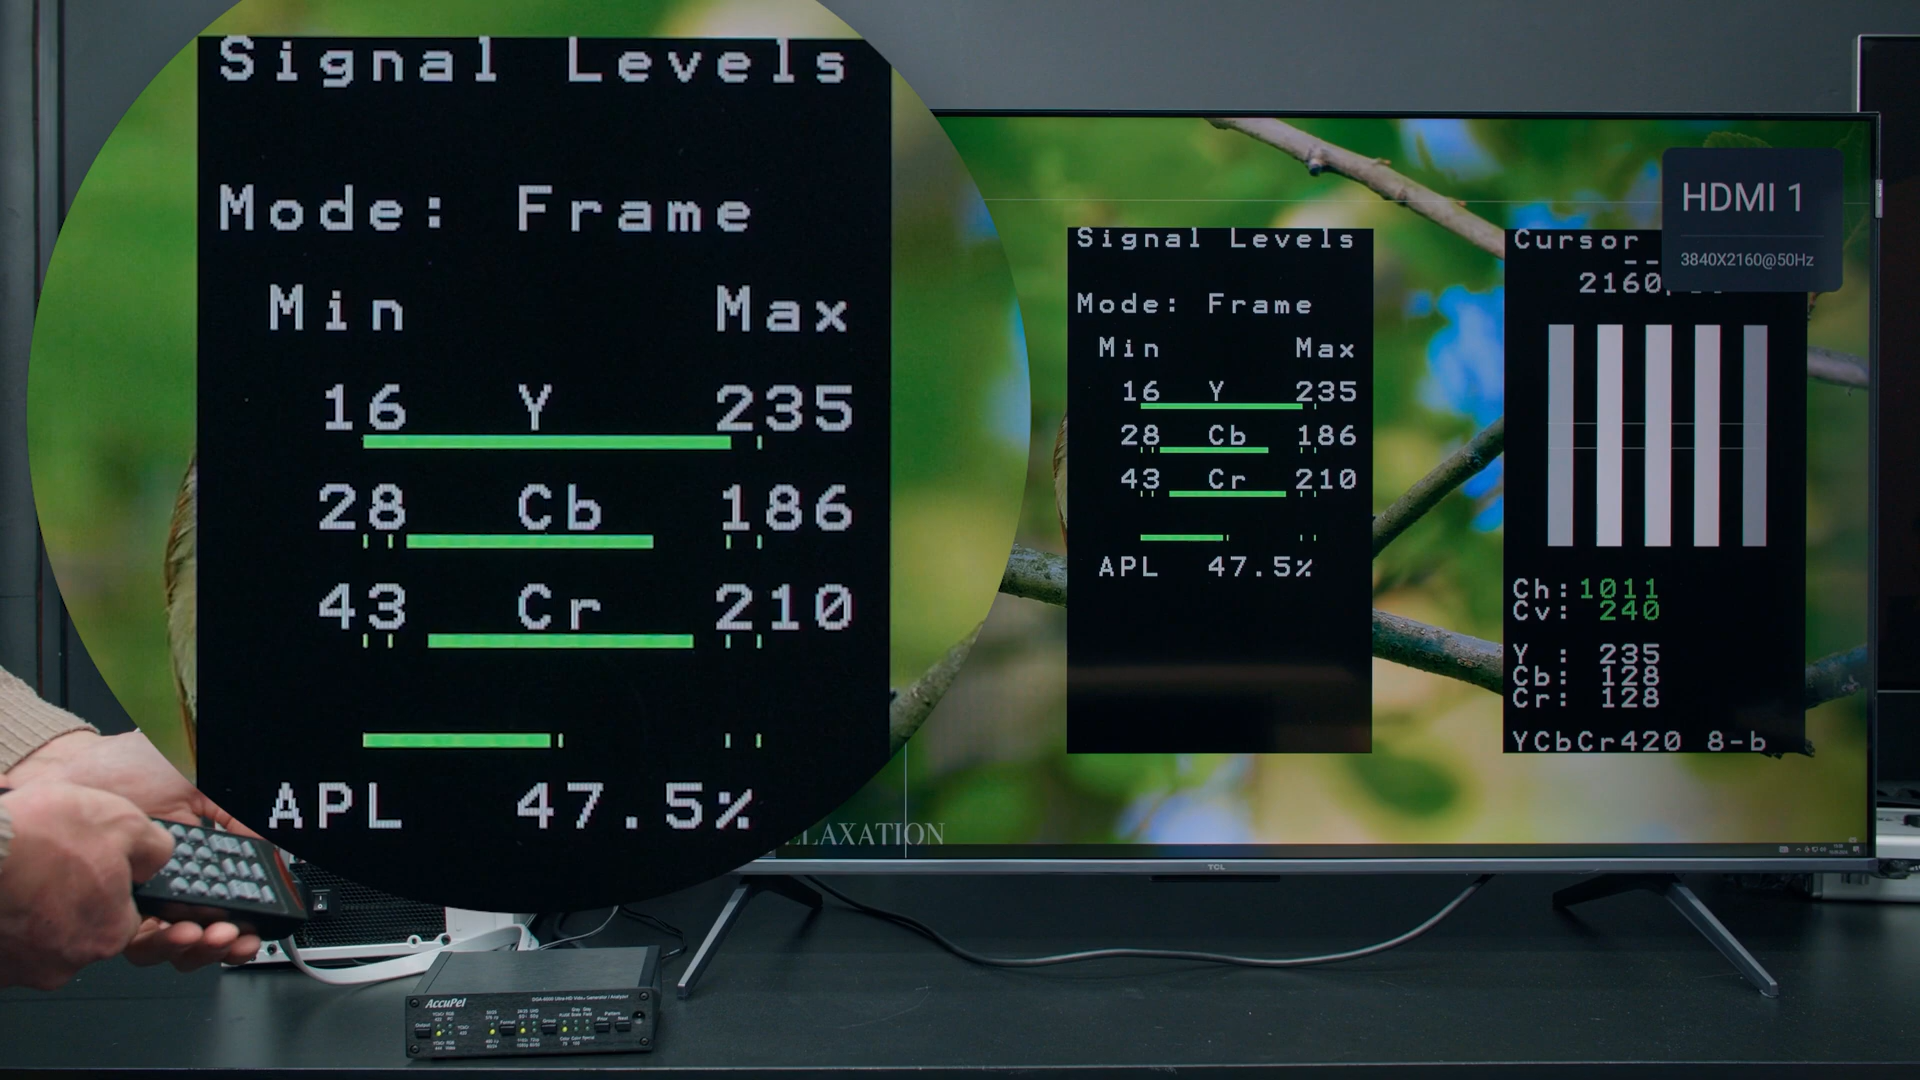 Signal Levels
Mode: Frame
Min Max
16 Y 235
28 Cb 186
43 Cr 210
APL 47.5%
Signal Levels
Mode: Frame
Min Max
16 Y 235
28 Cb 186
43 Cr 210
APL 47.5%
HDMI 1
3840X2160@50Hz
Cursor
--
2160,
Ch:1011
Cv: 240
Y : 235
Cb: 128
Cr: 128
YCbCr420 8-b
LAXATION
TCL
AccuPel